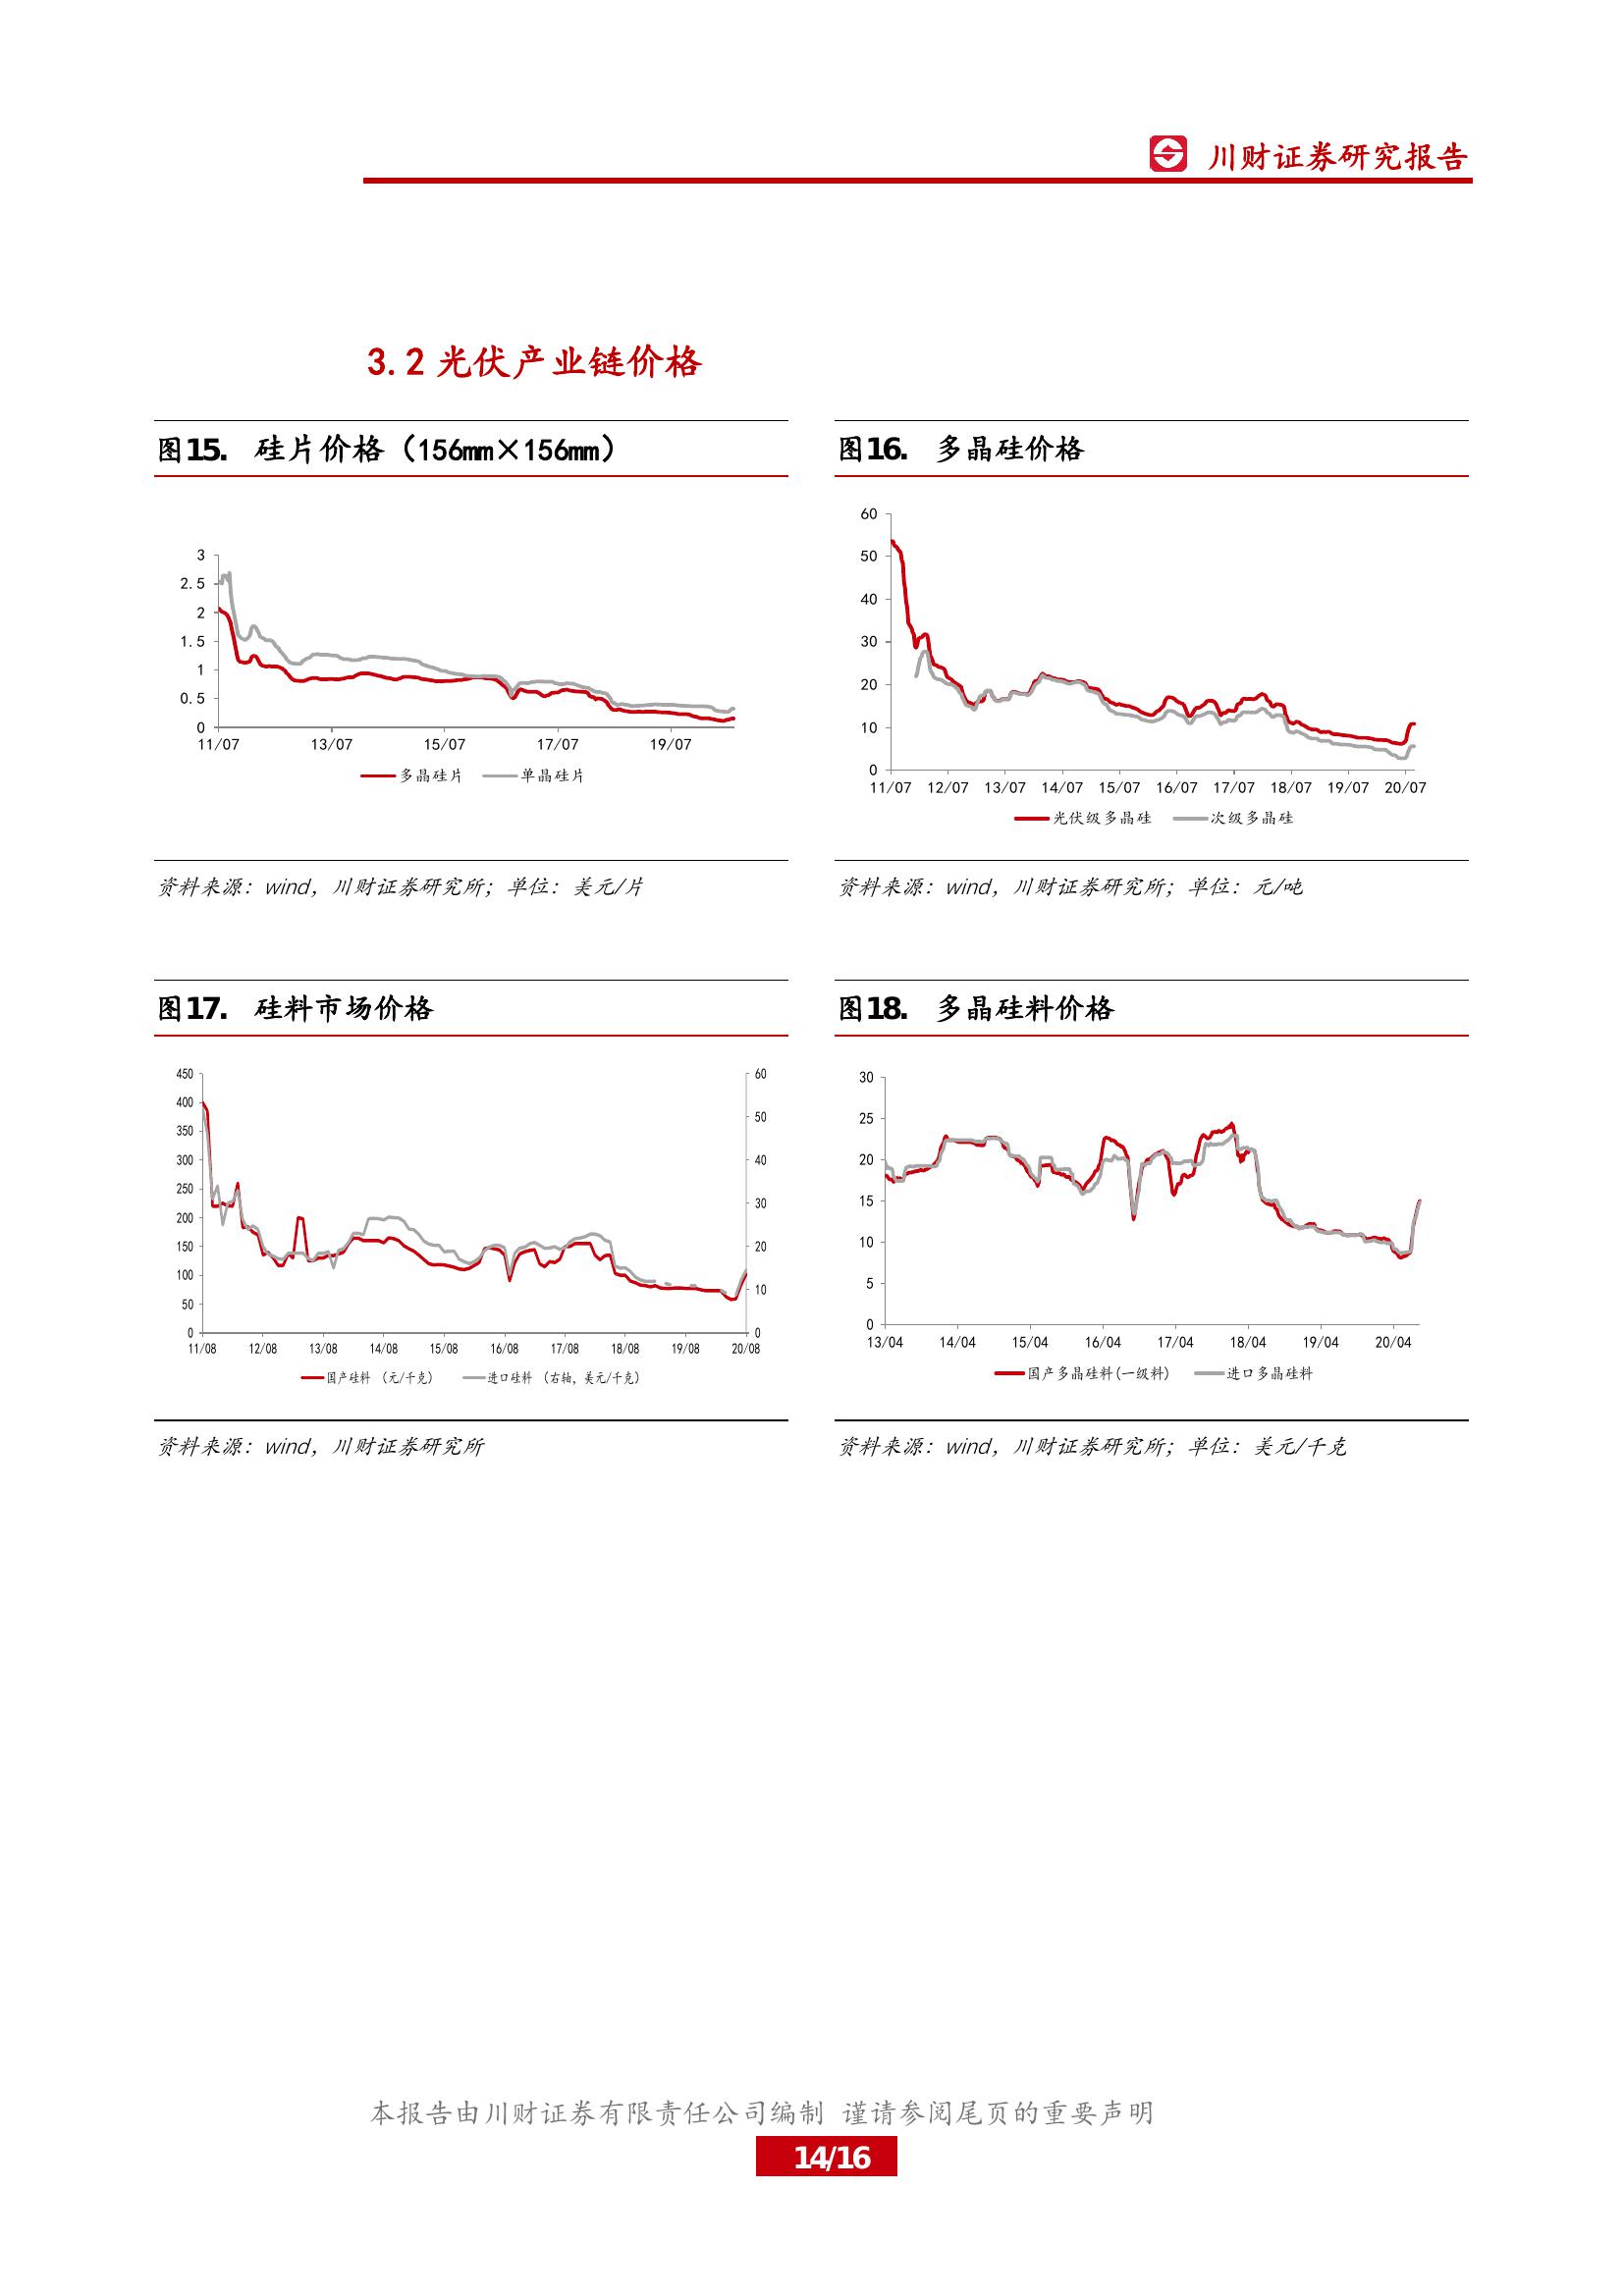 川财证券研究报告
3.2 光伏产业链价格
图15. 硅片价格（156mm×156mm）
3
2.5
2
1.5
1
0.5
0
11/07 13/07 15/07 17/07 19/07
多晶硅片 单晶硅片
资料来源：wind，川财证券研究所；单位：美元/片
图16. 多晶硅价格
60
50
40
30
20
10
0
11/07 12/07 13/07 14/07 15/07 16/07 17/07 18/07 19/07 20/07
光伏级多晶硅 次级多晶硅
资料来源：wind，川财证券研究所；单位：元/吨
图17. 硅料市场价格
450
400
350
300
250
200
150
100
50
0
60
50
40
30
20
10
0
11/08 12/08 13/08 14/08 15/08 16/08 17/08 18/08 19/08 20/08
国产硅料（元/千克） 进口硅料（右轴，美元/千克）
资料来源：wind，川财证券研究所
图18. 多晶硅料价格
30
25
20
15
10
5
0
13/04 14/04 15/04 16/04 17/04 18/04 19/04 20/04
国产多晶硅料(一级料) 进口多晶硅料
资料来源：wind，川财证券研究所；单位：美元/千克
本报告由川财证券有限责任公司编制 谨请参阅尾页的重要声明
14/16